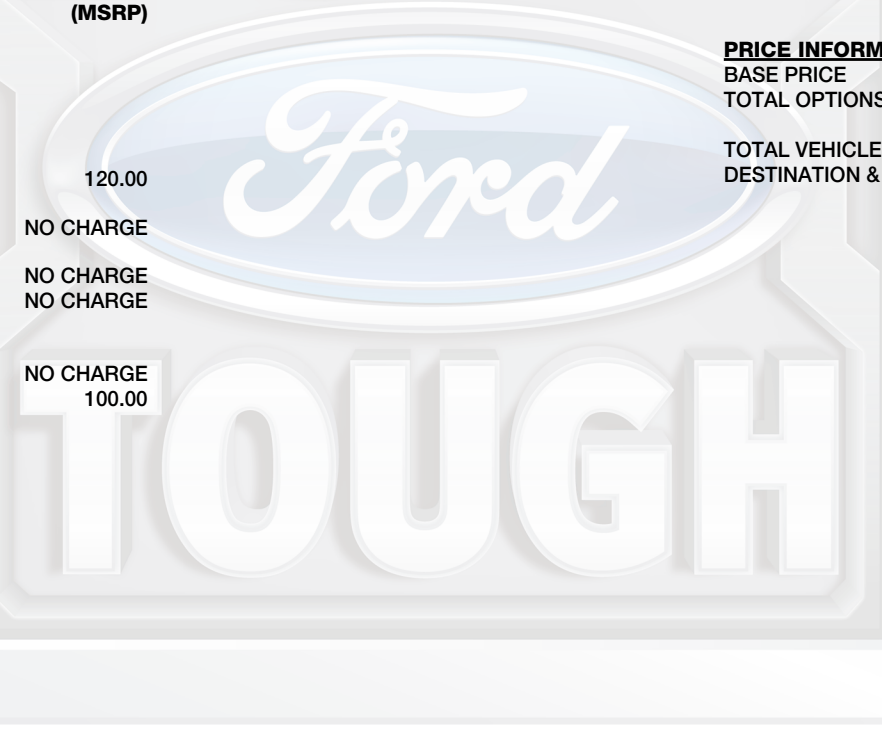 (MSRP)
120.00
NO CHARGE
NO CHARGE
NO CHARGE
NO CHARGE
100.00
PRICE INFORM
BASE PRICE
TOTAL OPTIONS
TOTAL VEHICLE
DESTINATION &
Ford
TOUGH